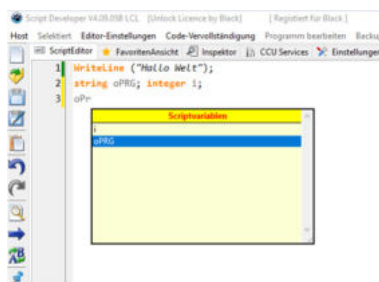 Script Developer V4.09.058 LCL [Unlock Licence by Black] [Registiert für Black]
Host Selektiert Editor-Einstellungen Code-Vervollständigung Programm bearbeiten Backu
ScriptEditor FavoritenAnsicht Inspektor CCU Services Einstellungen
1 WriteLine ("Hallo Welt");
2 string oPRG; integer i;
3 oPr
Scriptvariablen
i
oPRG